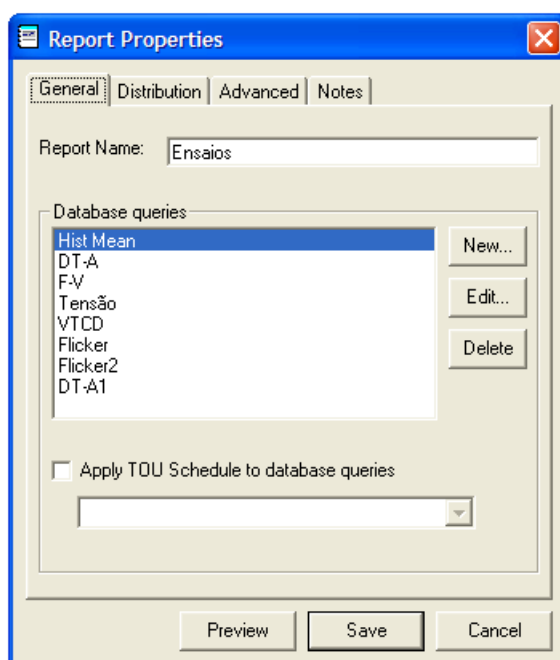 Report Properties
General Distribution Advanced Notes
Report Name: Ensaios
Database queries
Hist Mean
DT-A
F-V
Tensão
VTCD
Flicker
Flicker2
DT-A1
New...
Edit...
Delete
Apply TOU Schedule to database queries
Preview Save Cancel